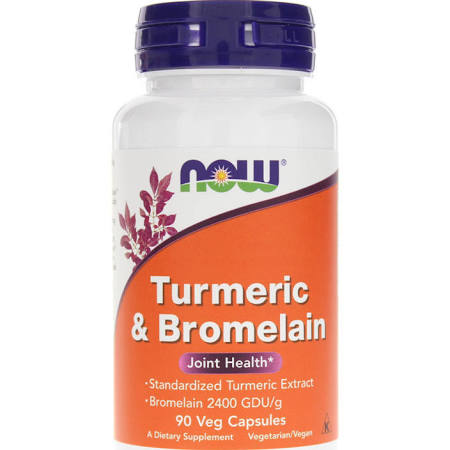 NOW®
Turmeric
& Bromelain
Joint Health*
•Standardized Turmeric Extract
•Bromelain 2400 GDU/g
90 Veg Capsules
A Dietary Supplement Vegetarian/Vegan
K